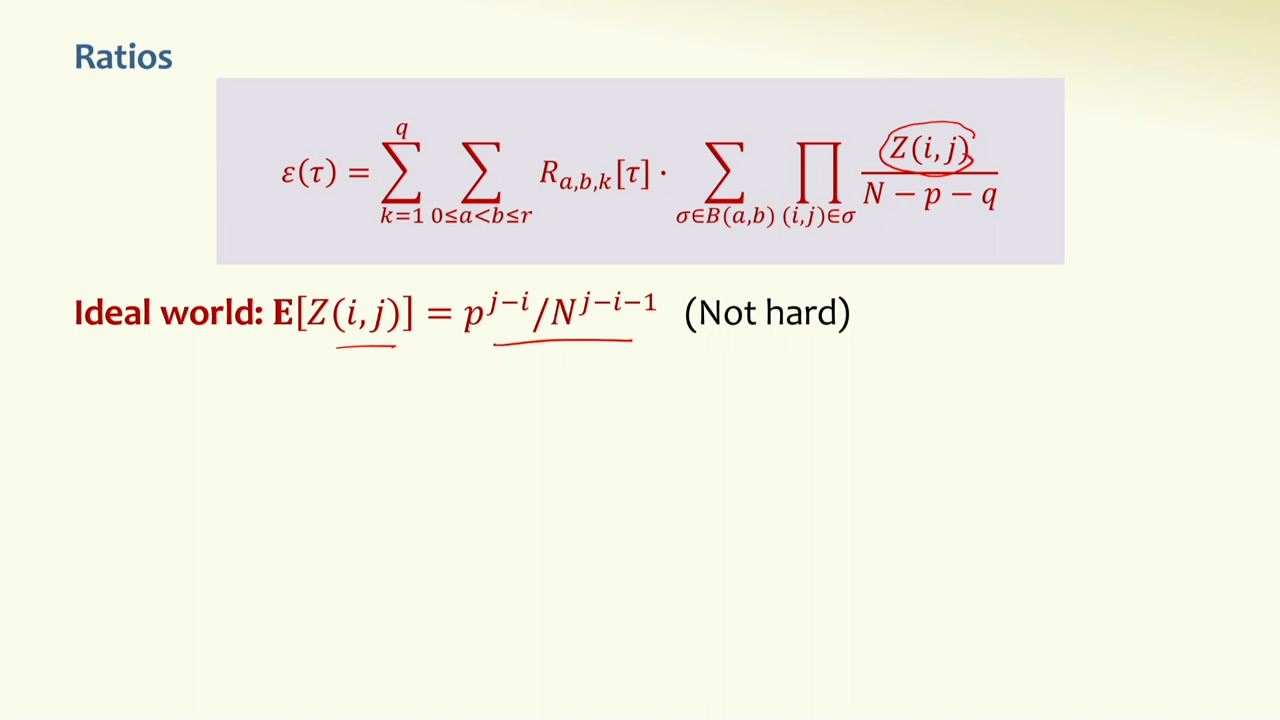 Ratios
ε(τ) = ∑_{k=1}^{q} ∑_{0≤a<b≤r} R_{a,b,k}[τ] · ∑_{σ∈B(a,b)} ∏_{(i,j)∈σ} Z(i,j) / (N − p − q)
Ideal world: E[Z(i,j)] = p^{j−i}/N^{j−i−1} (Not hard)